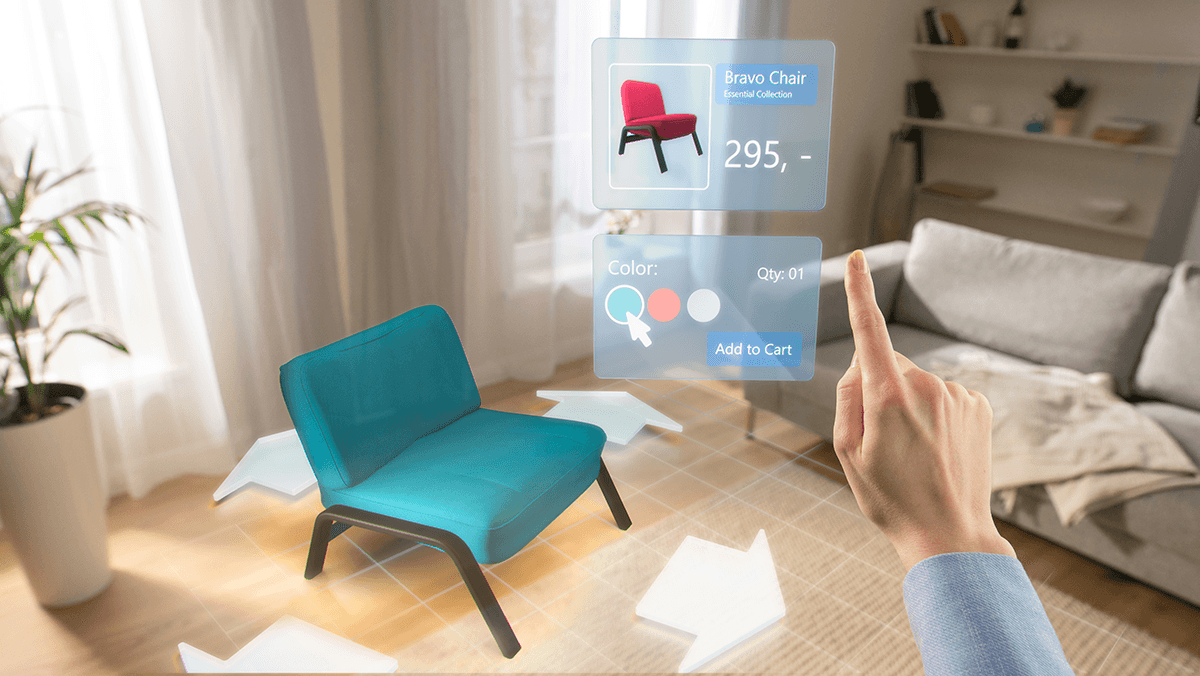 Bravo Chair
Essential Collection
295, -
Color:
Qty: 01
Add to Cart